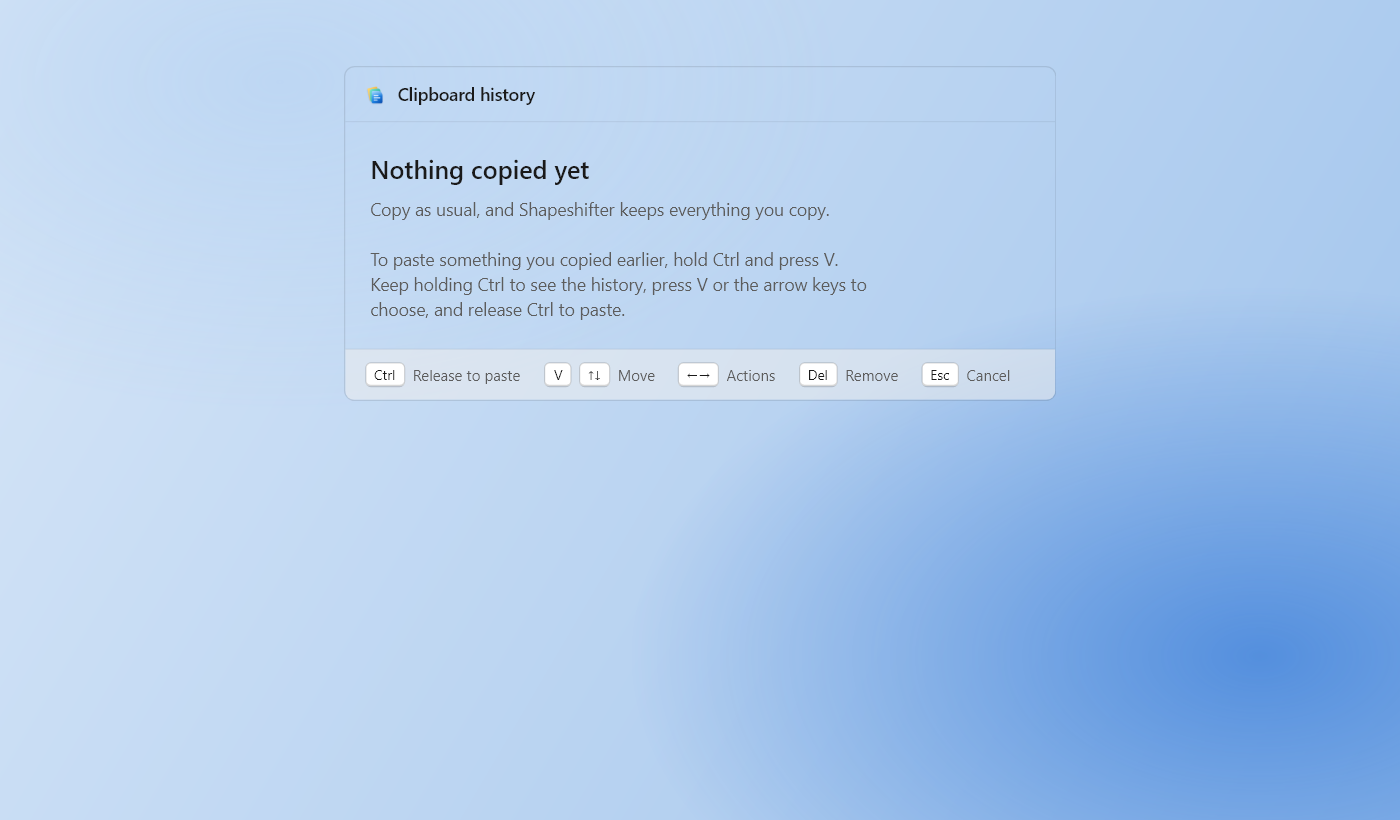 Clipboard history
Nothing copied yet
Copy as usual, and Shapeshifter keeps everything you copy.
To paste something you copied earlier, hold Ctrl and press V.
Keep holding Ctrl to see the history, press V or the arrow keys to
choose, and release Ctrl to paste.
Ctrl Release to paste V ↑↓ Move ←→ Actions Del Remove Esc Cancel